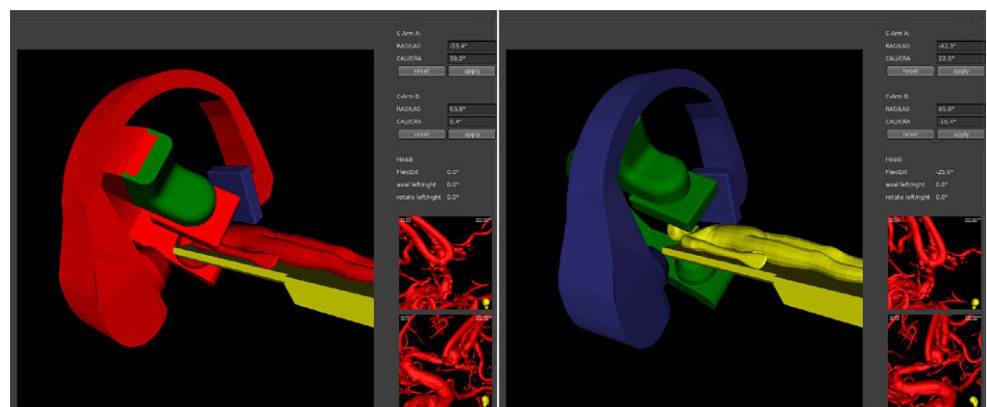 C-Arm A:
RAO/LAO -53.4°
CAU/CRA 39.0°
reset apply
C-Arm B:
RAO/LAO 63.8°
CAU/CRA 0.4°
reset apply
Head:
Flex/Ext 0.0°
axial left/right 0.0°
rotate left/right 0.0°
C-Arm A:
RAO/LAO -42.3°
CAU/CRA 22.0°
reset apply
C-Arm B:
RAO/LAO 65.8°
CAU/CRA -10.4°
reset apply
Head:
Flex/Ext -25.0°
axial left/right 0.0°
rotate left/right 0.0°